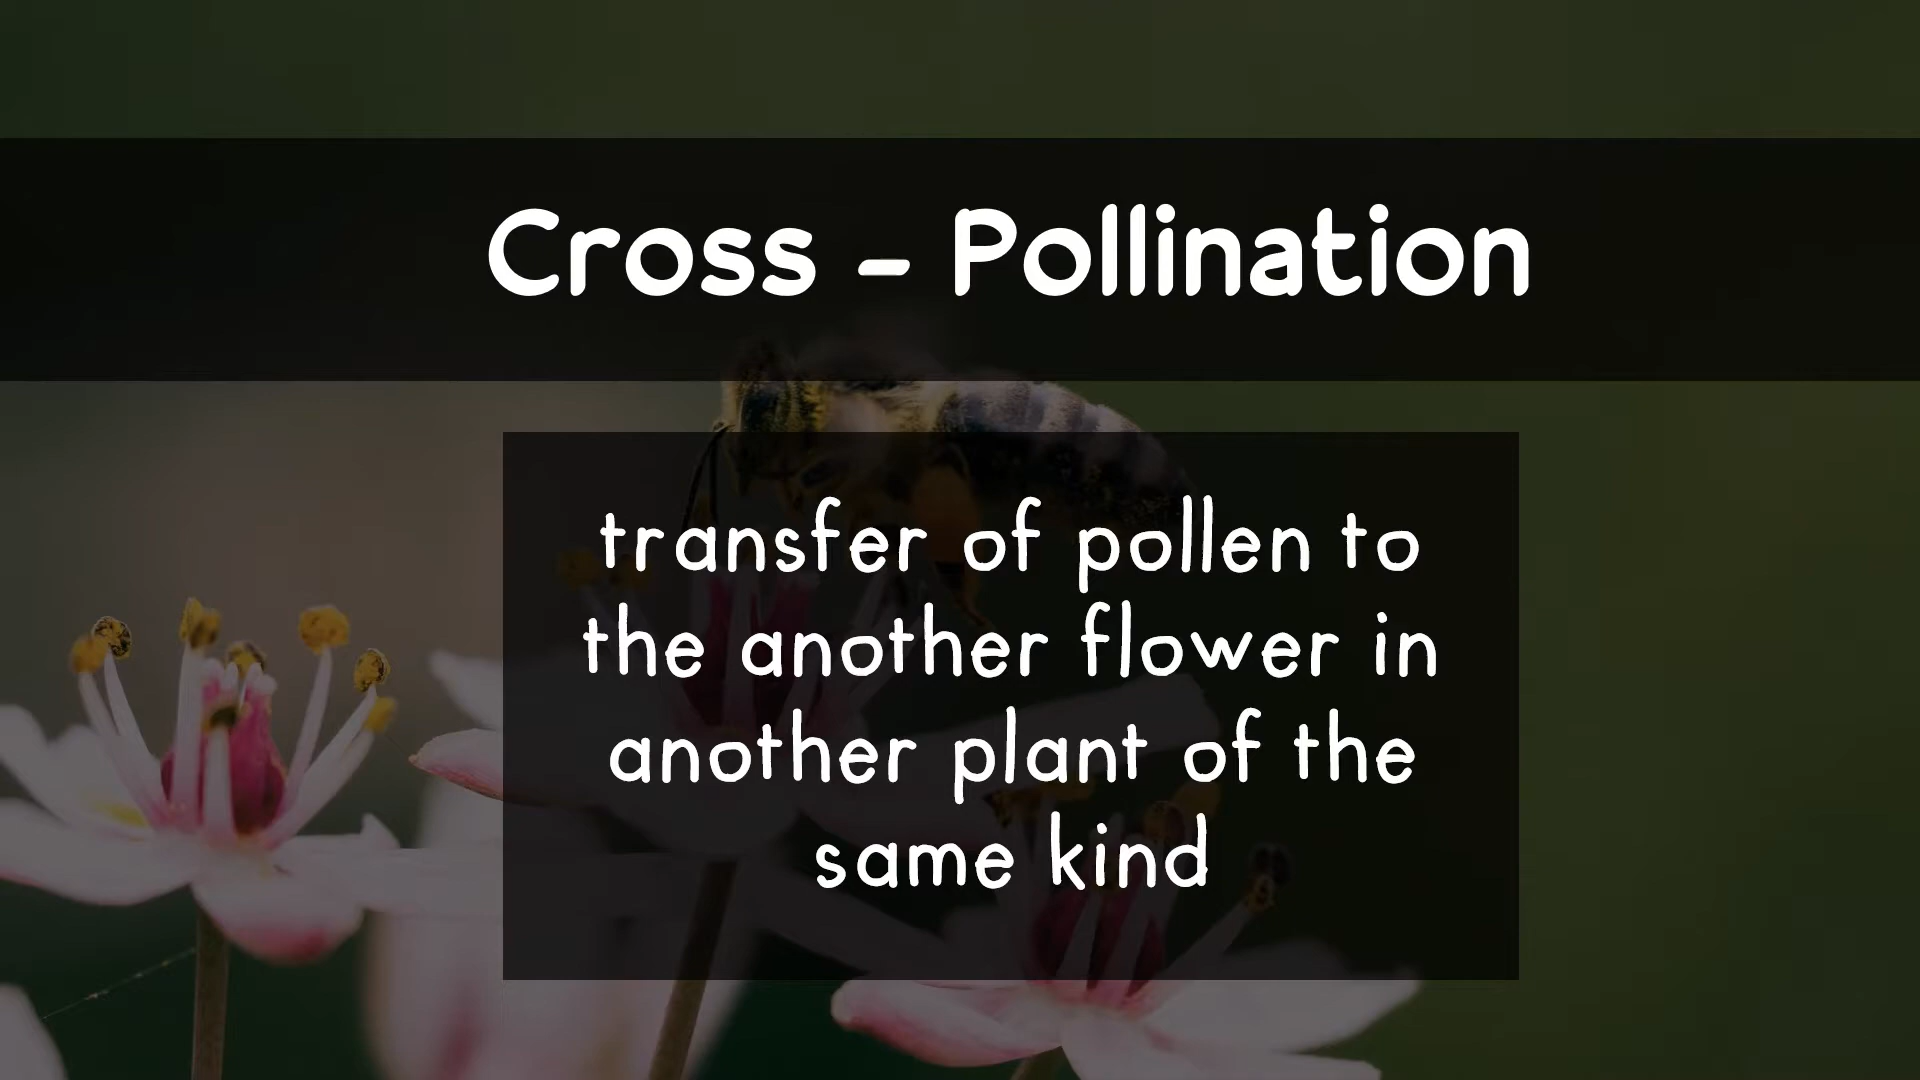 Cross - Pollination
transfer of pollen to
the another flower in
another plant of the
same kind